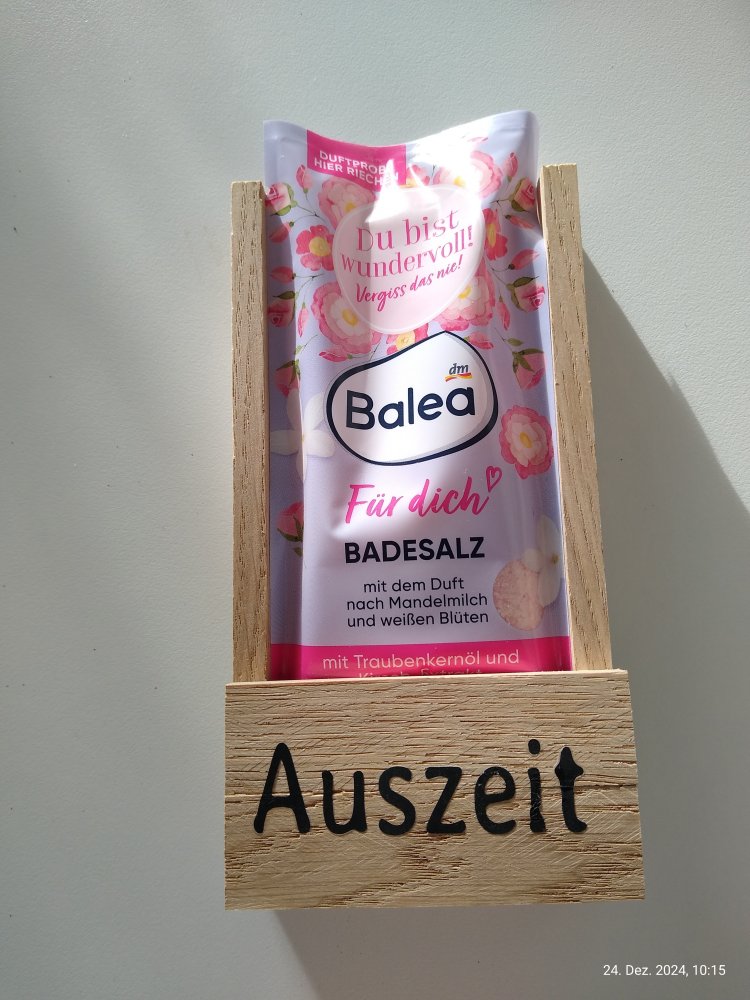 DUFTPROBE
HIER RIECHEN
Du bist
wundervoll!
Vergiss das nie!
dm
Balea
Für dich
BADESALZ
mit dem Duft
nach Mandelmilch
und weißen Blüten
mit Traubenkernöl und
Auszeit
24. Dez. 2024, 10:15